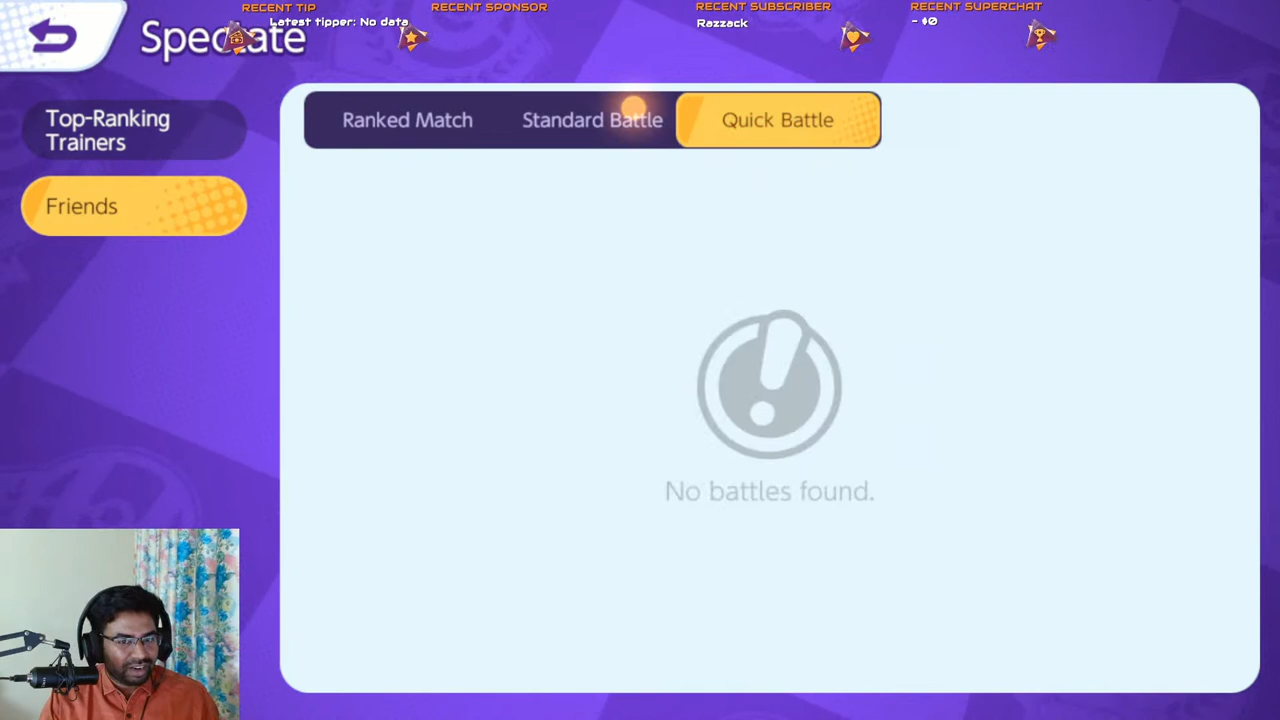 RECENT TIP
Latest tipper: No data
RECENT SPONSOR
RECENT SUBSCRIBER
Razzack
RECENT SUPERCHAT
- $0
Spectate
Top-Ranking
Trainers
Friends
Ranked Match
Standard Battle
Quick Battle
No battles found.